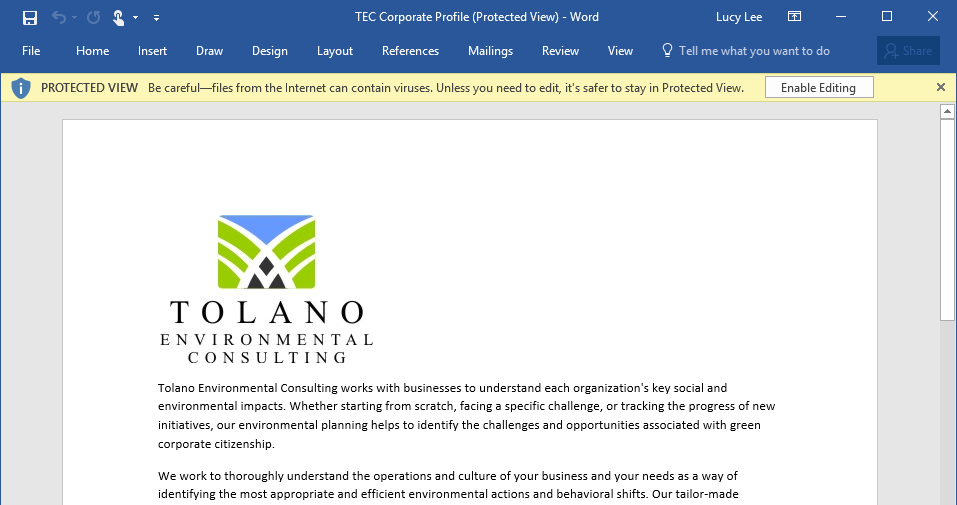 TEC Corporate Profile (Protected View) - Word
Lucy Lee
File Home Insert Draw Design Layout References Mailings Review View Tell me what you want to do Share
PROTECTED VIEW Be careful—files from the Internet can contain viruses. Unless you need to edit, it's safer to stay in Protected View. Enable Editing
TOLANO
ENVIRONMENTAL
CONSULTING
Tolano Environmental Consulting works with businesses to understand each organization's key social and
environmental impacts. Whether starting from scratch, facing a specific challenge, or tracking the progress of new
initiatives, our environmental planning helps to identify the challenges and opportunities associated with green
corporate citizenship.
We work to thoroughly understand the operations and culture of your business and your needs as a way of
identifying the most appropriate and efficient environmental actions and behavioral shifts. Our tailor-made